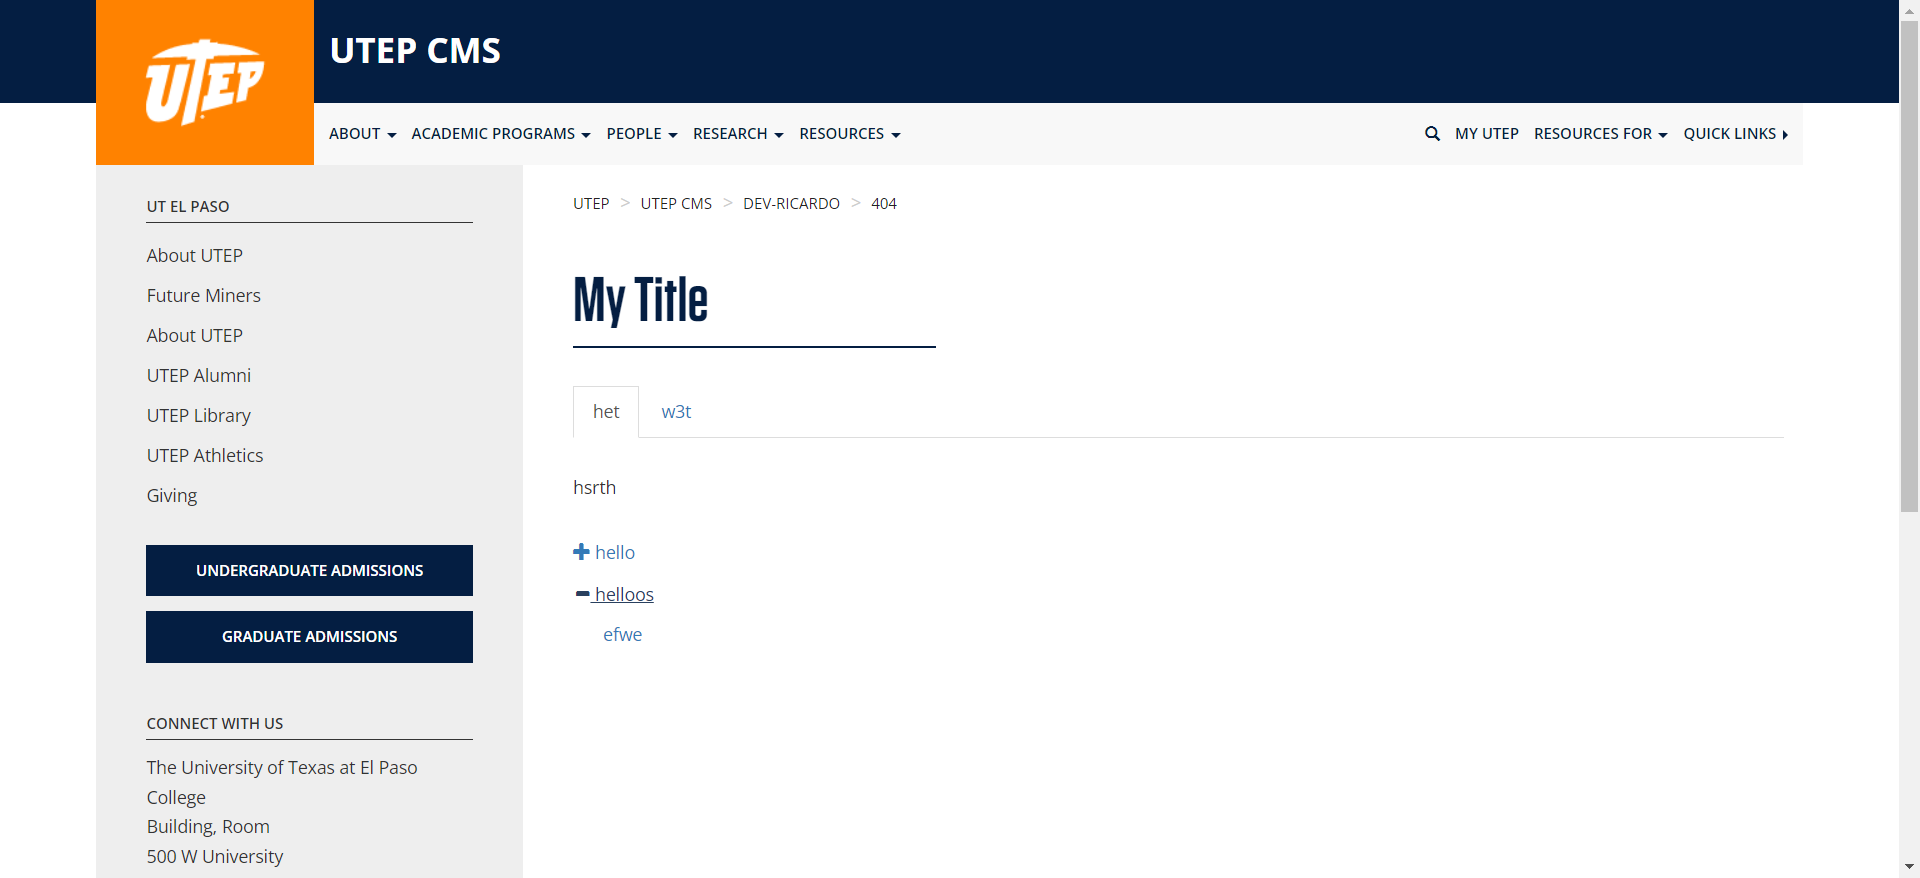 UTEP
UTEP CMS
ABOUT ACADEMIC PROGRAMS PEOPLE RESEARCH RESOURCES MY UTEP RESOURCES FOR QUICK LINKS
UT EL PASO
About UTEP
Future Miners
About UTEP
UTEP Alumni
UTEP Library
UTEP Athletics
Giving
UNDERGRADUATE ADMISSIONS
GRADUATE ADMISSIONS
CONNECT WITH US
The University of Texas at El Paso
College
Building, Room
500 W University
UTEP > UTEP CMS > DEV-RICARDO > 404
My Title
het w3t
hsrth
hello
helloos
efwe